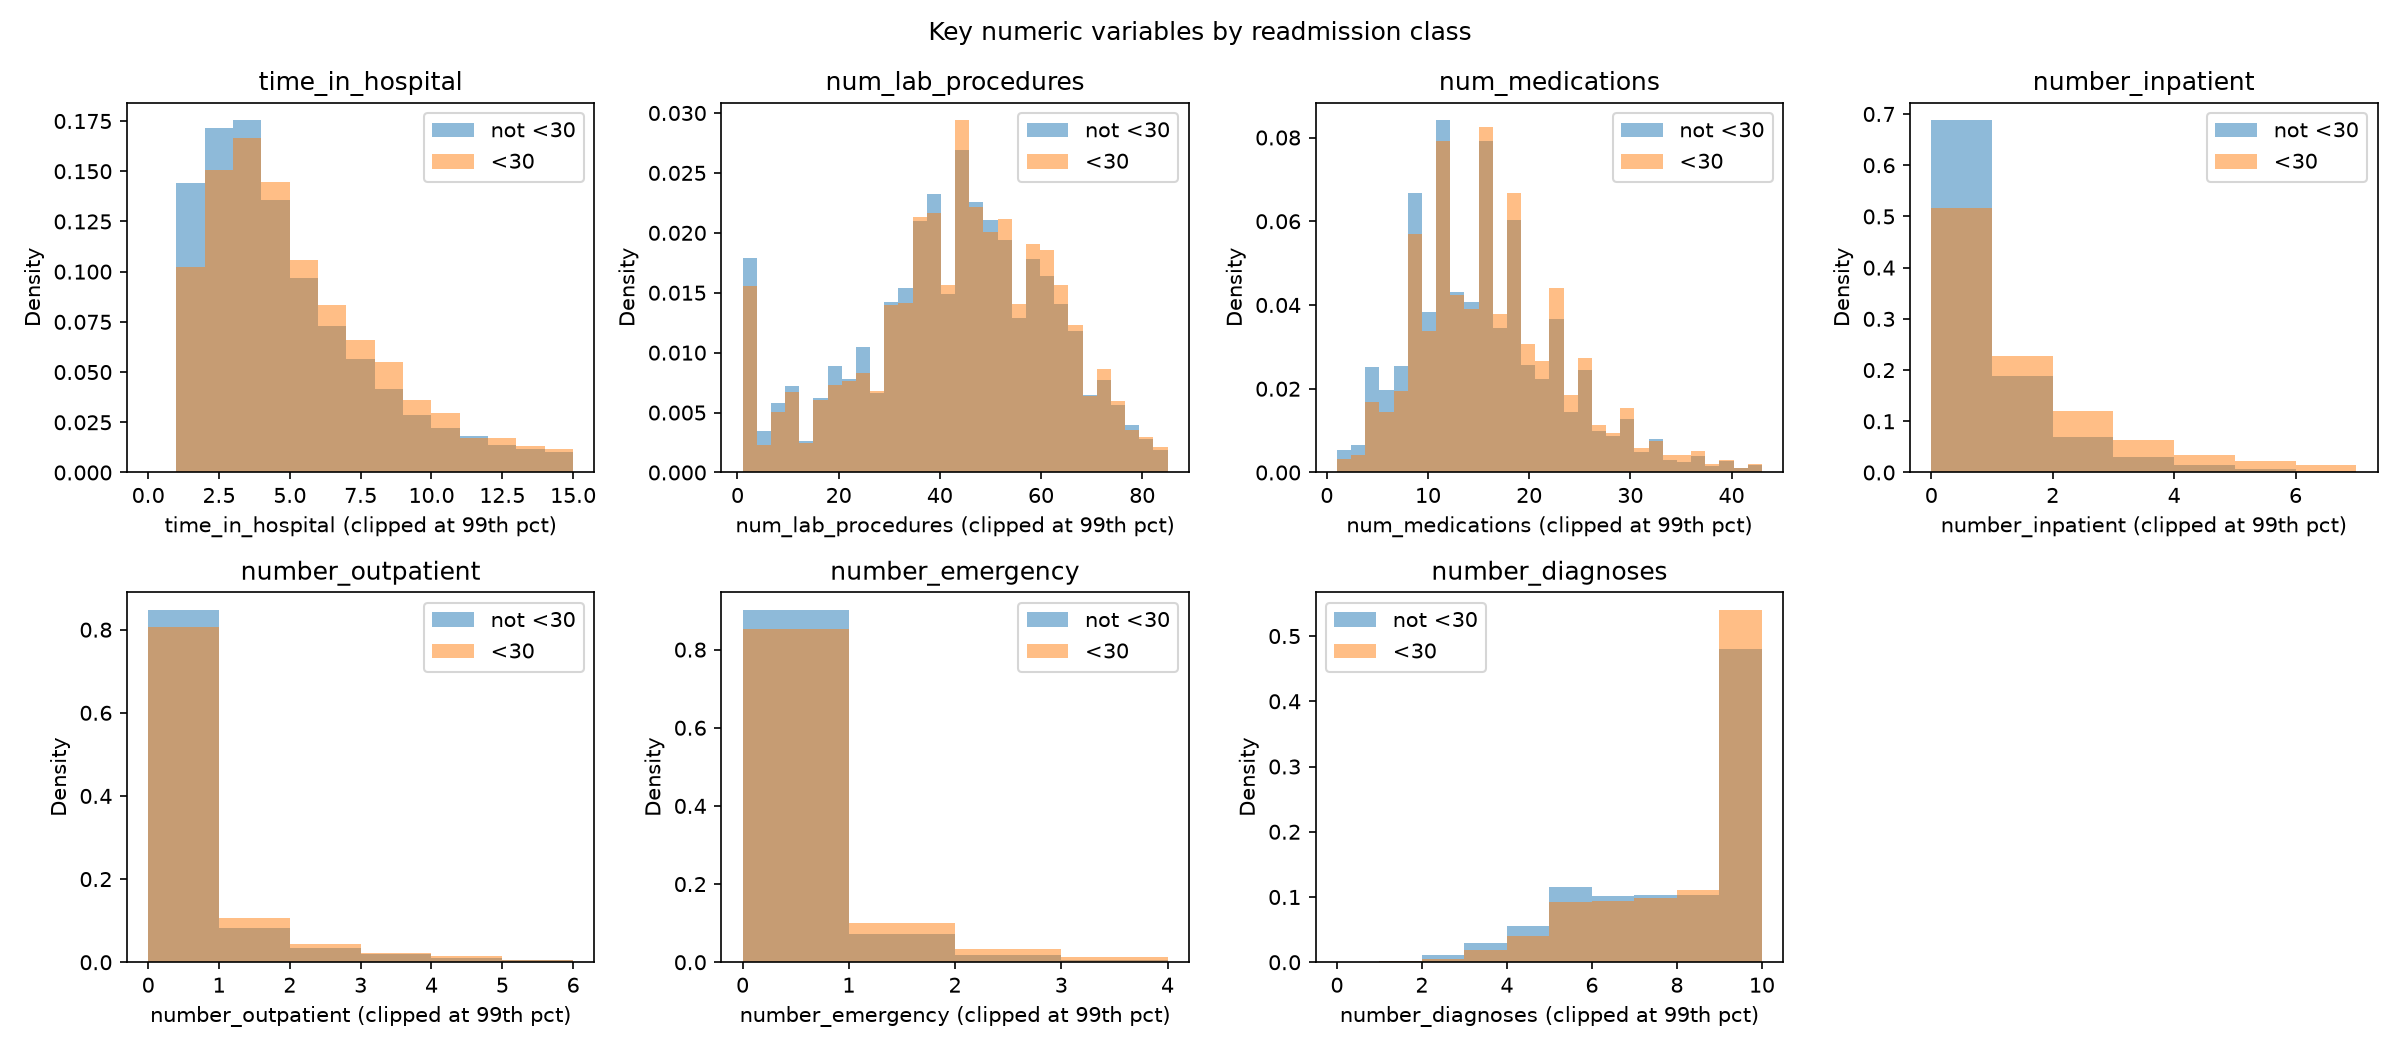 Key numeric variables by readmission class
time_in_hospital
Density
0.175
0.150
0.125
0.100
0.075
0.050
0.025
0.000
not <30
<30
0.0 2.5 5.0 7.5 10.0 12.5 15.0
time_in_hospital (clipped at 99th pct)
num_lab_procedures
Density
0.030
0.025
0.020
0.015
0.010
0.005
0.000
not <30
<30
0 20 40 60 80
num_lab_procedures (clipped at 99th pct)
num_medications
Density
0.08
0.06
0.04
0.02
0.00
not <30
<30
0 10 20 30 40
num_medications (clipped at 99th pct)
number_inpatient
Density
0.7
0.6
0.5
0.4
0.3
0.2
0.1
0.0
not <30
<30
0 2 4 6
number_inpatient (clipped at 99th pct)
number_outpatient
Density
0.8
0.6
0.4
0.2
0.0
not <30
<30
0 1 2 3 4 5 6
number_outpatient (clipped at 99th pct)
number_emergency
Density
0.8
0.6
0.4
0.2
0.0
not <30
<30
0 1 2 3 4
number_emergency (clipped at 99th pct)
number_diagnoses
Density
0.5
0.4
0.3
0.2
0.1
0.0
not <30
<30
0 2 4 6 8 10
number_diagnoses (clipped at 99th pct)